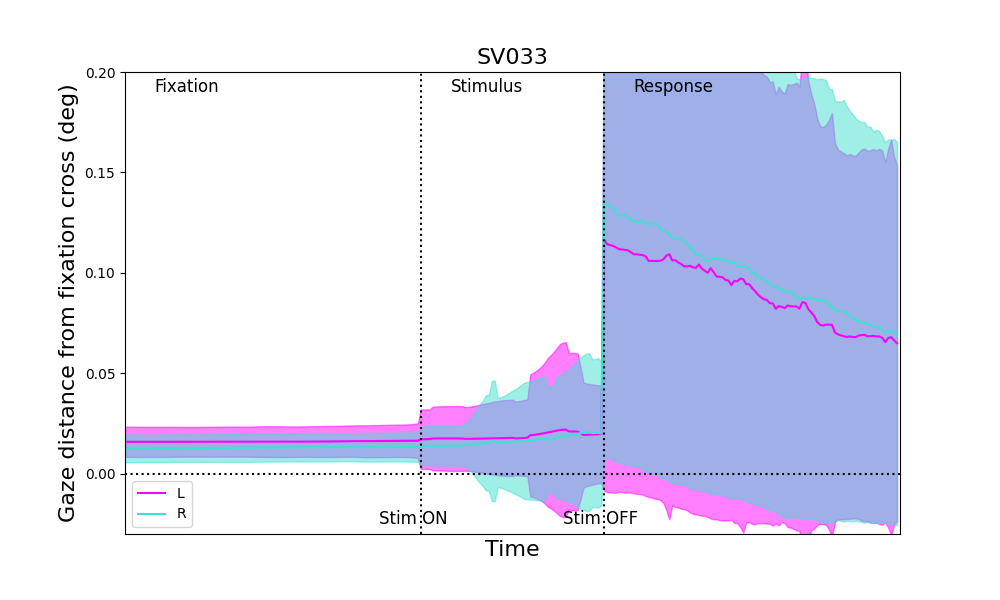 SV033
Fixation
Stimulus
Response
Gaze distance from fixation cross (deg)
0.20
0.15
0.10
0.05
0.00
L
R
Stim ON
Stim OFF
Time